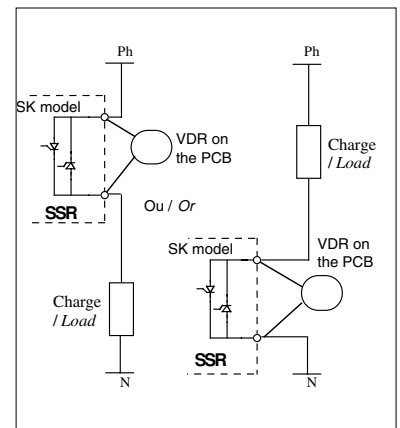 Ph
SK model
VDR on
the PCB
SSR
Ou / Or
Charge
/ Load
N
Ph
Charge
/ Load
SK model
VDR on
the PCB
SSR
N